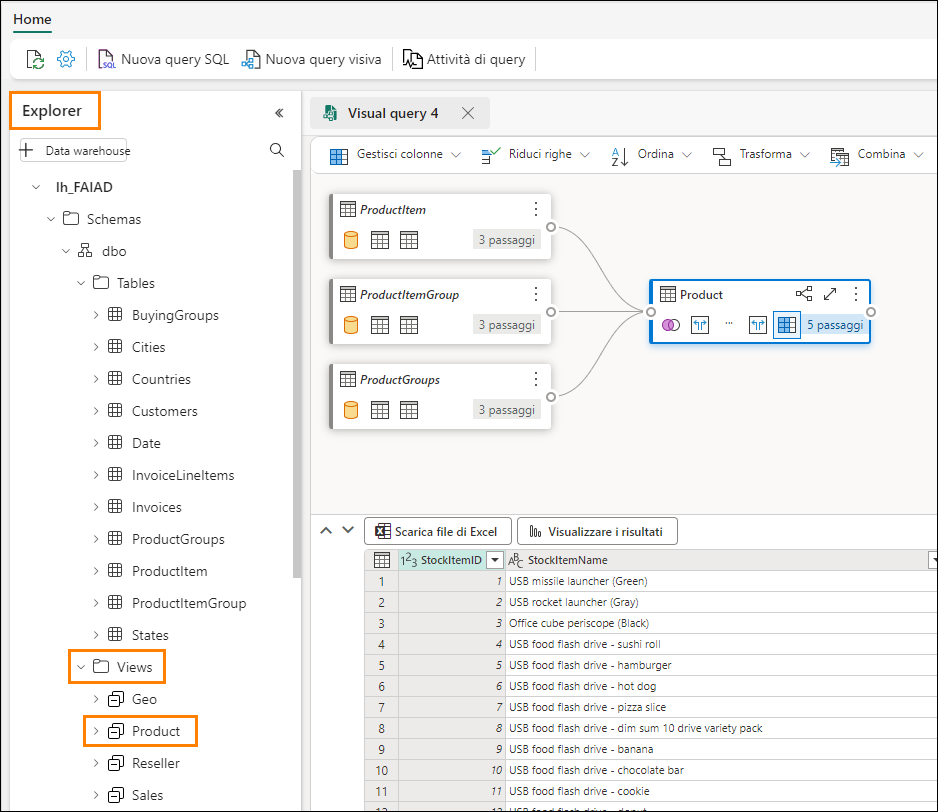 Home
SQL Nuova query SQL Nuova query visiva Attività di query
Explorer
Visual query 4
+ Data warehouse
Gestisci colonne Riduci righe Ordina Trasforma Combina
lh_FAIAD
Schemas
dbo
Tables
BuyingGroups
Cities
Countries
Customers
Date
InvoiceLineItems
Invoices
ProductGroups
ProductItem
ProductItemGroup
States
Views
Geo
Product
Reseller
Sales
ProductItem
3 passaggi
ProductItemGroup
3 passaggi
ProductGroups
3 passaggi
Product
5 passaggi
Scarica file di Excel Visualizzare i risultati
123 StockItemID ABC StockItemName
1 1 USB missile launcher (Green)
2 2 USB rocket launcher (Gray)
3 3 Office cube periscope (Black)
4 4 USB food flash drive - sushi roll
5 5 USB food flash drive - hamburger
6 6 USB food flash drive - hot dog
7 7 USB food flash drive - pizza slice
8 8 USB food flash drive - dim sum 10 drive variety pack
9 9 USB food flash drive - banana
10 10 USB food flash drive - chocolate bar
11 11 USB food flash drive - cookie